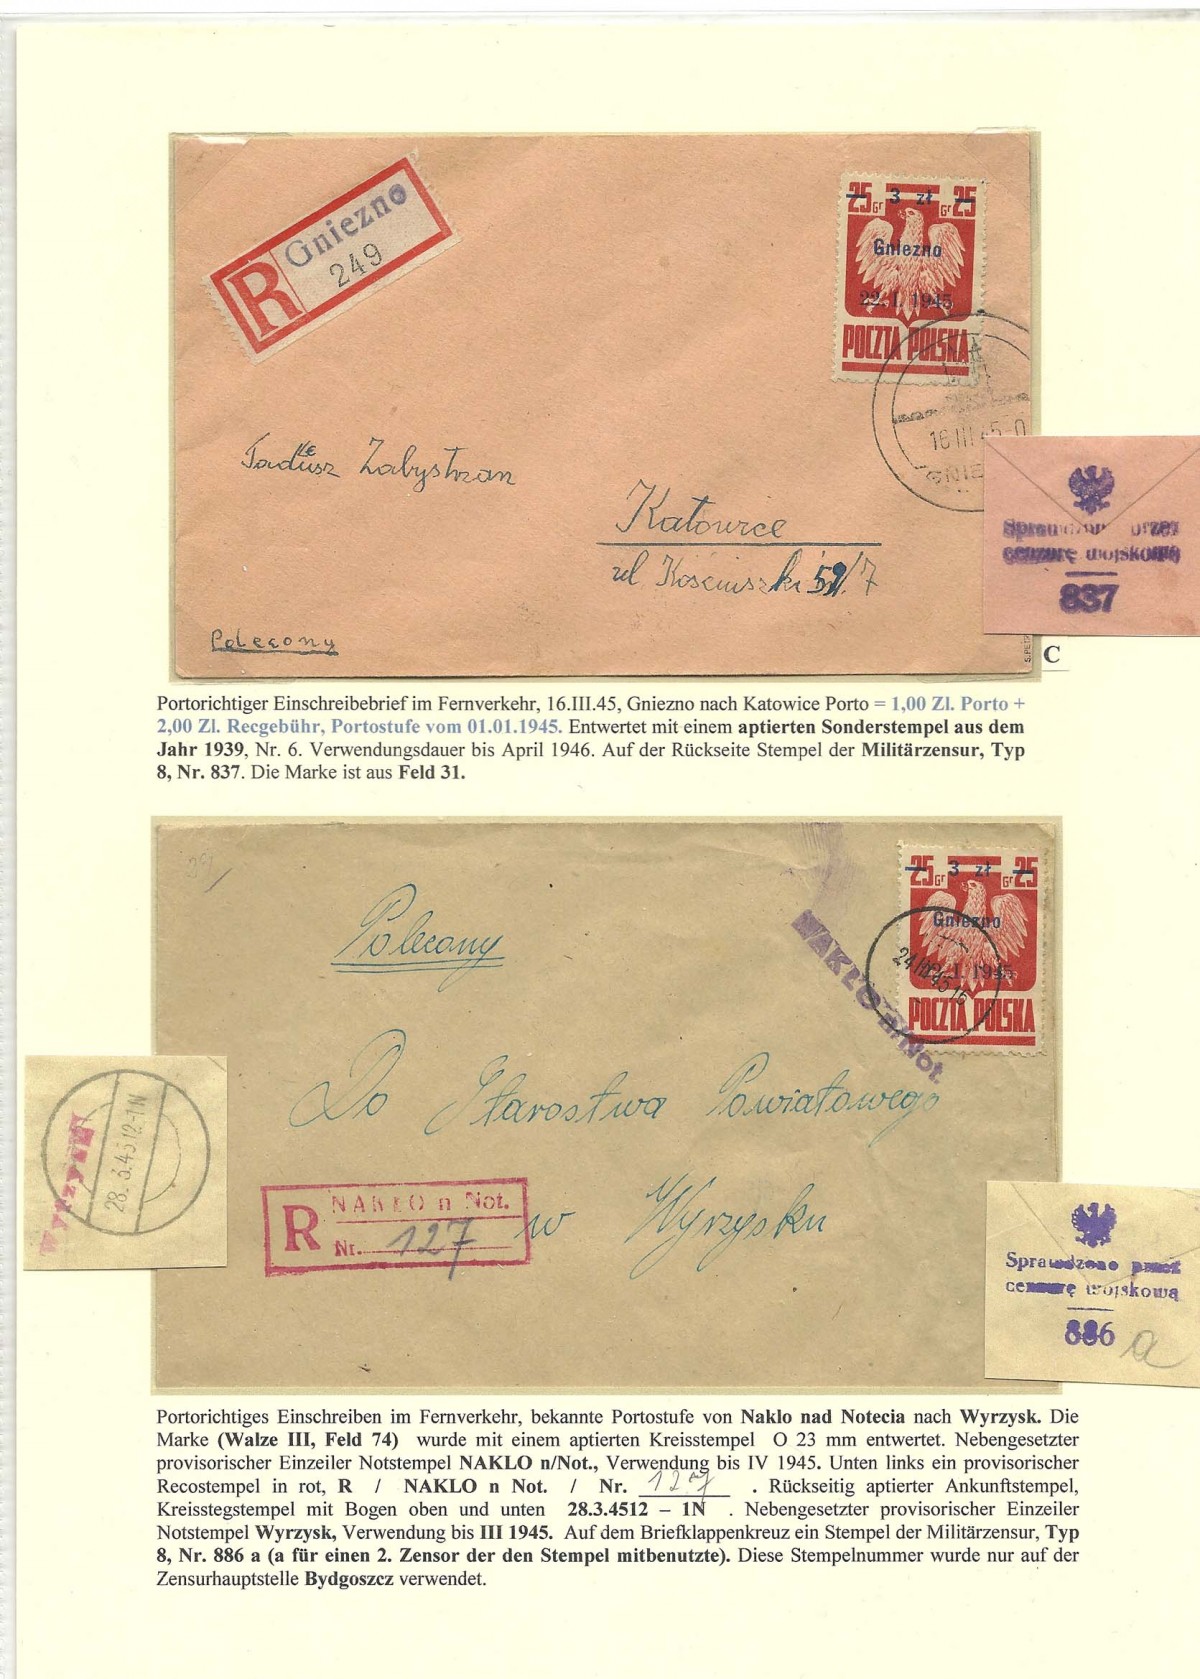 R Gniezno
249
25 Gr 3 zł Gr 25
Gniezno
22. I. 1945
POCZTA POLSKA
16 III 45
Tadeusz Zabystrzan
Katowice
ul. Kościuszki 59/7
Polecony
Sprawdzono przez
cenzurę wojskową
837
C
Portorichtiger Einschreibebrief im Fernverkehr, 16.III.45, Gniezno nach Katowice Porto = 1,00 Zl. Porto +
2,00 Zl. Recgebühr, Portostufe vom 01.01.1945. Entwertet mit einem aptierten Sonderstempel aus dem
Jahr 1939, Nr. 6. Verwendungsdauer bis April 1946. Auf der Rückseite Stempel der Militärzensur, Typ
8, Nr. 837. Die Marke ist aus Feld 31.
25 Gr 3 zł Gr 25
Gniezno
22. I. 1945
POCZTA POLSKA
24 III 45 16
NAKŁO n/Not.
Polecony
Do Starostwa Powiatowego
w Wyrzysku
R NAKŁO n Not.
Nr. 127
28.3.45 12-1N
Sprawdzono przez
cenzurę wojskową
886 a
Portorichtiges Einschreiben im Fernverkehr, bekannte Portostufe von Naklo nad Notecia nach Wyrzysk. Die
Marke (Walze III, Feld 74) wurde mit einem aptierten Kreisstempel O 23 mm entwertet. Nebengesetzter
provisorischer Einzeiler Notstempel NAKLO n/Not., Verwendung bis IV 1945. Unten links ein provisorischer
Recostempel in rot, R / NAKLO n Not. / Nr. 127 . Rückseitig aptierter Ankunftstempel,
Kreisstegstempel mit Bogen oben und unten 28.3.4512 – 1N . Nebengesetzter provisorischer Einzeiler
Notstempel Wyrzysk, Verwendung bis III 1945. Auf dem Briefklappenkreuz ein Stempel der Militärzensur, Typ
8, Nr. 886 a (a für einen 2. Zensor der den Stempel mitbenutzte). Diese Stempelnummer wurde nur auf der
Zensurhauptstelle Bydgoszcz verwendet.